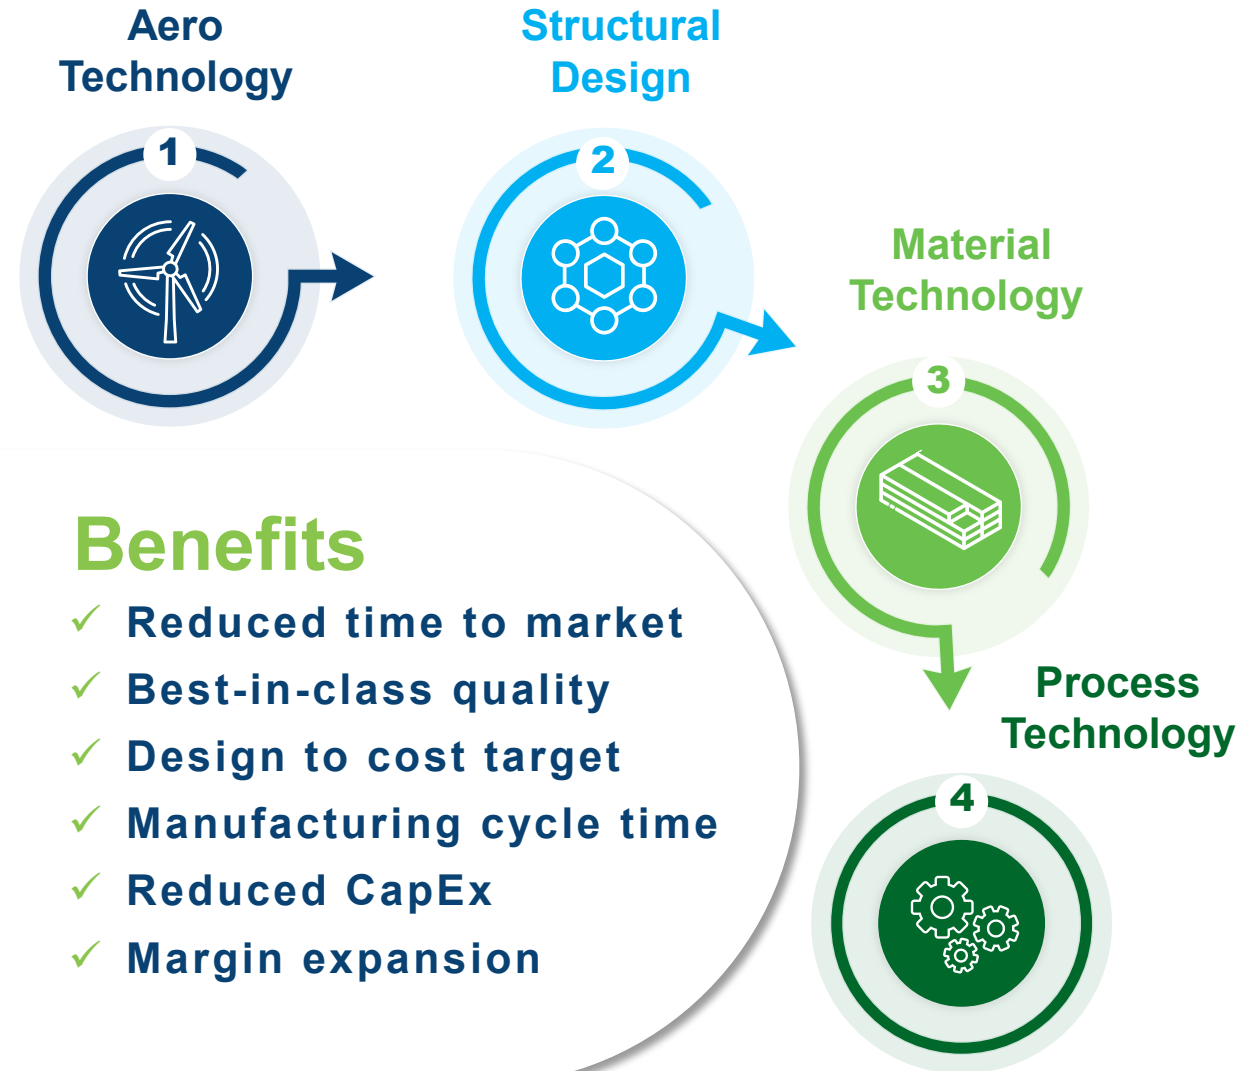 Aero
Technology
1
Structural
Design
2
Material
Technology
3
Process
Technology
4
Benefits
✓ Reduced time to market
✓ Best-in-class quality
✓ Design to cost target
✓ Manufacturing cycle time
✓ Reduced CapEx
✓ Margin expansion